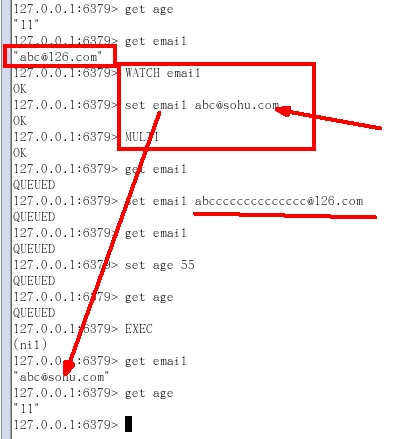 127.0.0.1:6379> get age
"11"
127.0.0.1:6379> get email
"abc@126.com"
127.0.0.1:6379> WATCH email
OK
127.0.0.1:6379> set email abc@sohu.com
OK
127.0.0.1:6379> MULTI
OK
127.0.0.1:6379> get email
QUEUED
127.0.0.1:6379> set email abcccccccccccccc@126.com
QUEUED
127.0.0.1:6379> get email
QUEUED
127.0.0.1:6379> set age 55
QUEUED
127.0.0.1:6379> get age
QUEUED
127.0.0.1:6379> EXEC
(nil)
127.0.0.1:6379> get email
"abc@sohu.com"
127.0.0.1:6379> get age
"11"
127.0.0.1:6379>